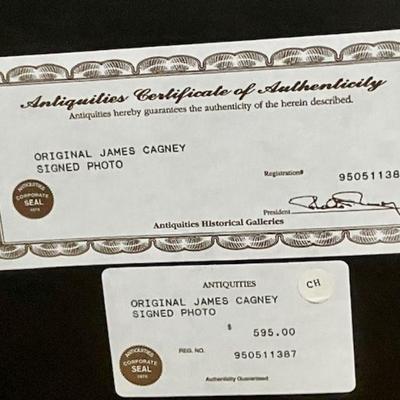 Antiquities Certificate of Authenticity
Antiquities hereby guarantees the authenticity of the herein described.
ORIGINAL JAMES CAGNEY
SIGNED PHOTO
Registration# 95051138
ANTIQUITIES
CORPORATE
SEAL
President
Antiquities Historical Galleries
ANTIQUITIES
CH
ORIGINAL JAMES CAGNEY
SIGNED PHOTO
$ 595.00
REG. NO. 950511387
ANTIQUITIES
CORPORATE
SEAL
Authenticity Guaranteed